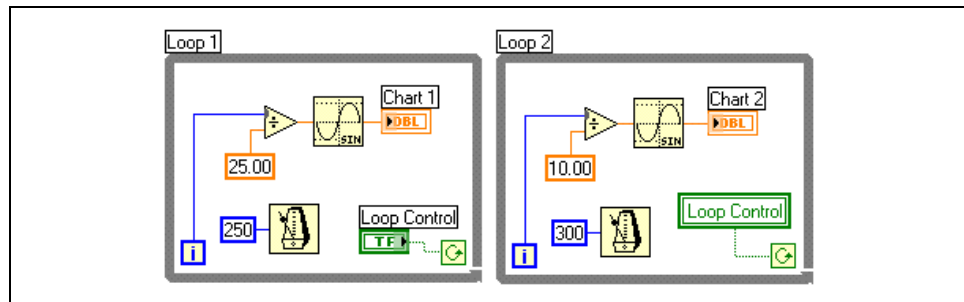 Loop 1
Chart 1
÷
SIN
DBL
25.00
250
Loop Control
TF
i
Loop 2
Chart 2
÷
SIN
DBL
10.00
300
Loop Control
i